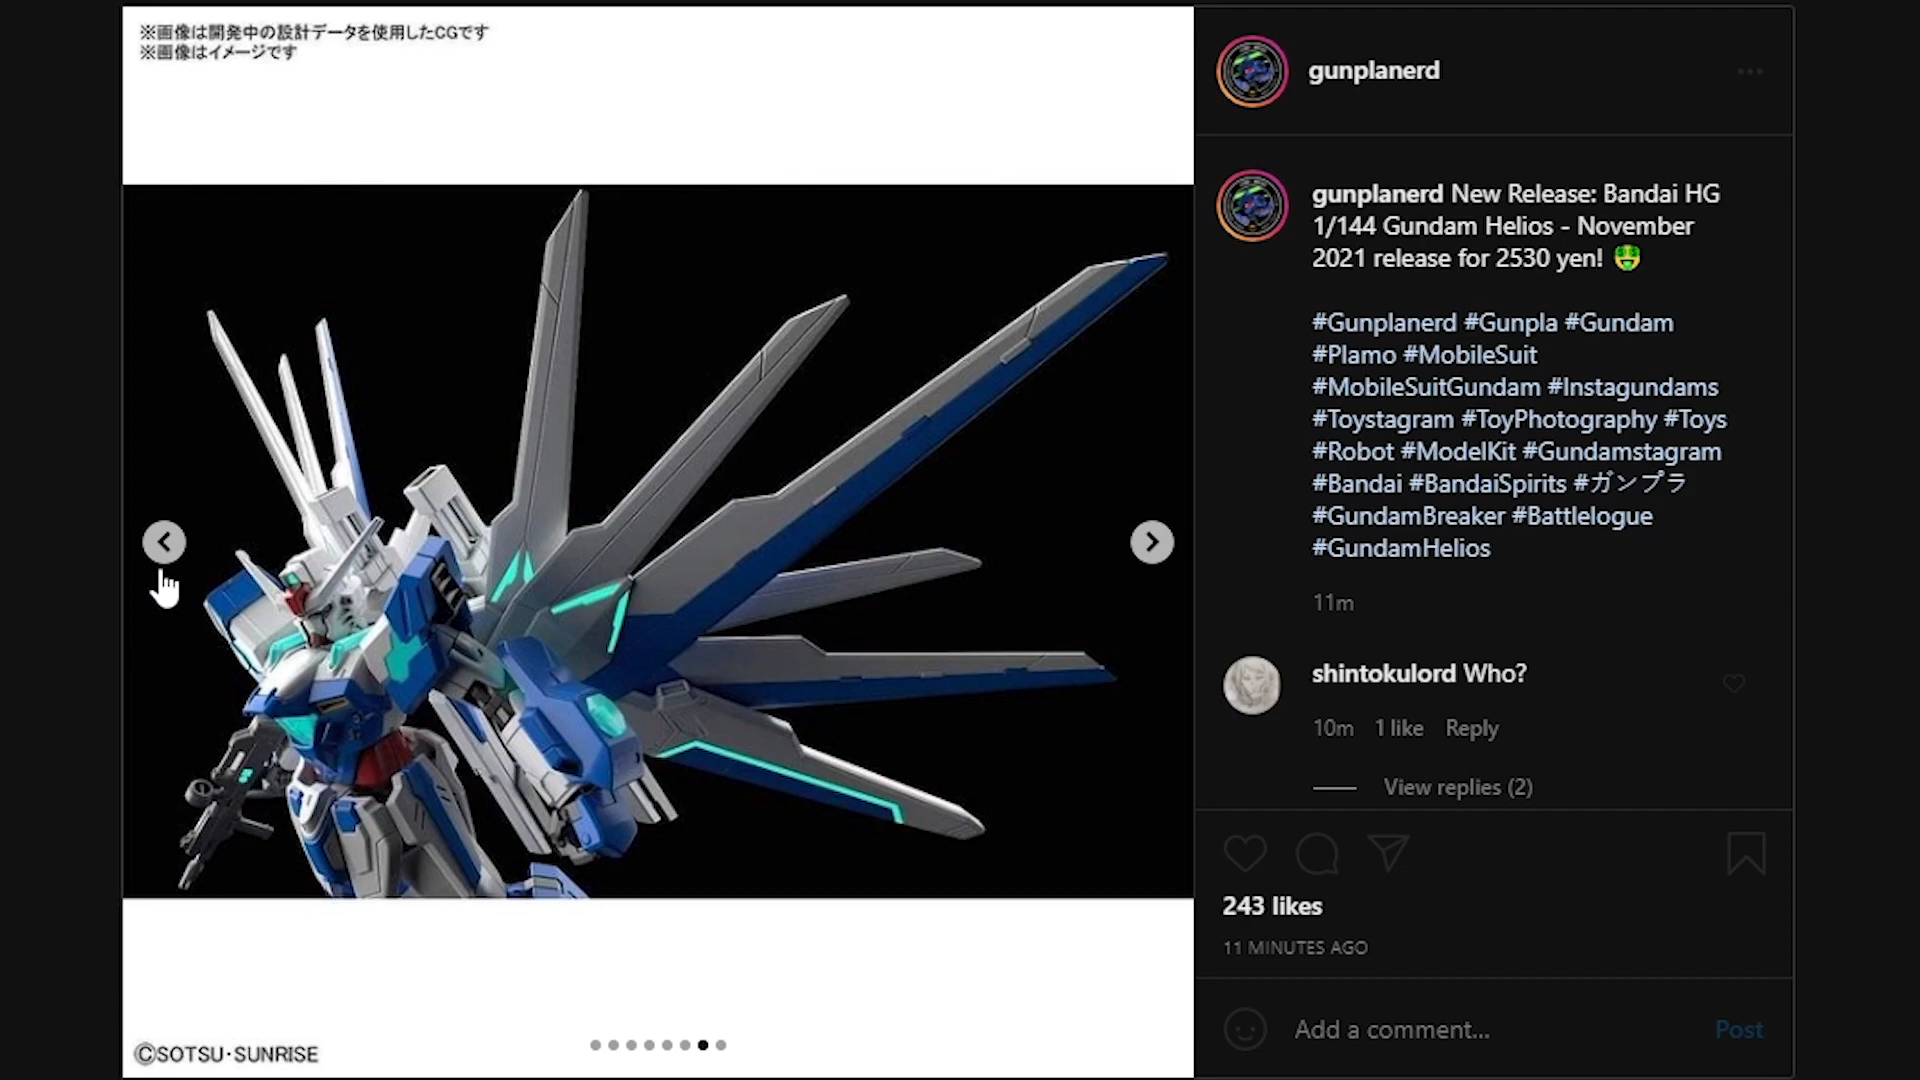 ※画像は開発中の設計データを使用したCGです
※画像はイメージです
©SOTSU・SUNRISE
gunplanerd
gunplanerd New Release: Bandai HG
1/144 Gundam Helios - November
2021 release for 2530 yen! 🤑
#Gunplanerd #Gunpla #Gundam
#Plamo #MobileSuit
#MobileSuitGundam #Instagundams
#Toystagram #ToyPhotography #Toys
#Robot #ModelKit #Gundamstagram
#Bandai #BandaiSpirits #ガンプラ
#GundamBreaker #Battlelogue
#GundamHelios
11m
shintokulord Who?
10m 1 like Reply
View replies (2)
243 likes
11 MINUTES AGO
Add a comment... Post